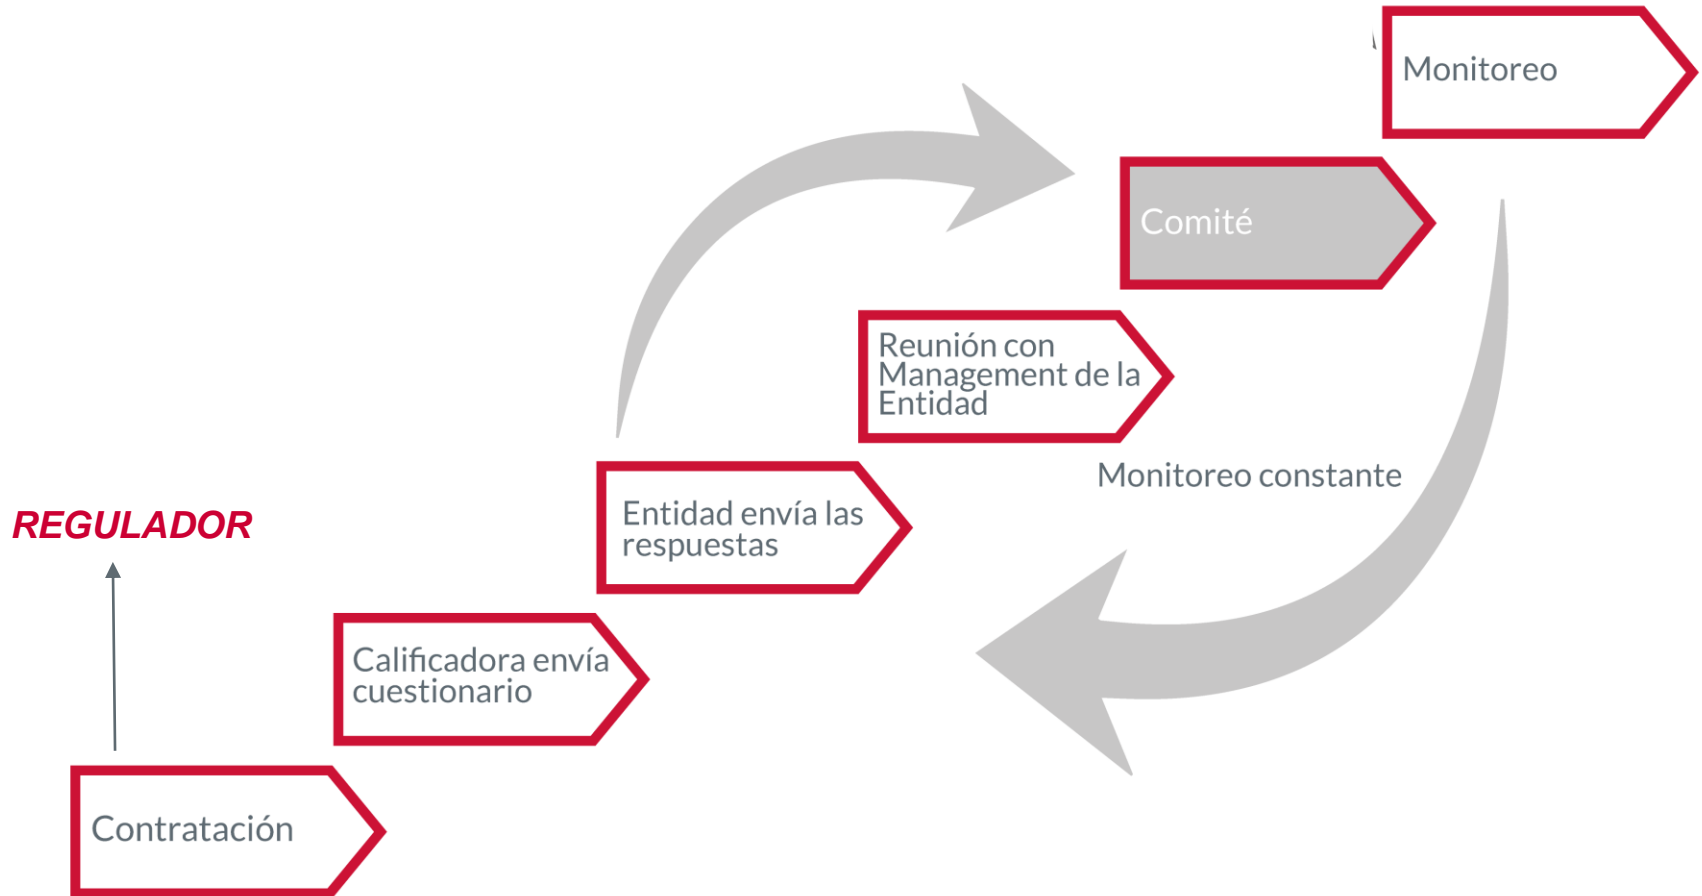 Monitoreo
Comité
Reunión con
Management de la
Entidad
Monitoreo constante
Entidad envía las
respuestas
REGULADOR
Calificadora envía
cuestionario
Contratación